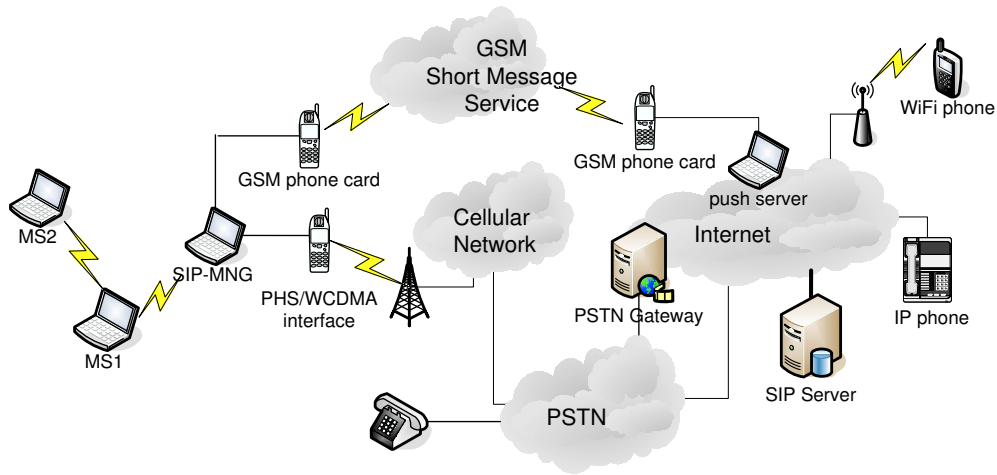 GSM
Short Message
Service
WiFi phone
GSM phone card
GSM phone card
push server
MS2
Cellular
Network
Internet
SIP-MNG
PHS/WCDMA
interface
PSTN Gateway
IP phone
MS1
SIP Server
PSTN